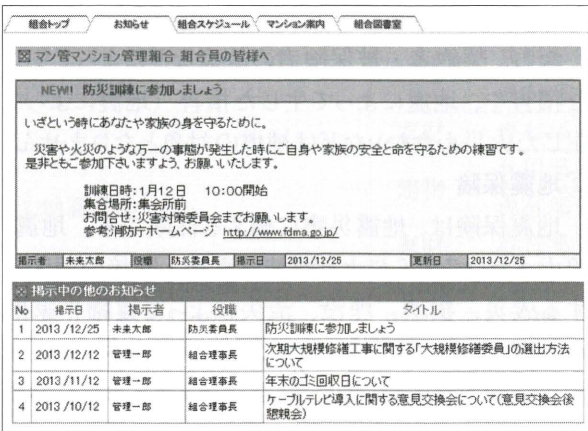 組合トップ お知らせ 組合スケジュール マンション案内 組合図書室
マン管マンション管理組合 組合員の皆様へ
NEW! 防災訓練に参加しましょう
いざという時にあなたや家族の身を守るために。
災害や火災のような万一の事態が発生した時にご自身や家族の安全と命を守るための練習です。
是非ともご参加下さいますよう、お願いいたします。
訓練日時:1月12日 10:00開始
集合場所:集会所前
お問合せ:災害対策委員会までお願いします。
参考消防庁ホームページ http://www.fdma.go.jp/
掲示者 未来太郎 役職 防災委員長 掲示日 2013/12/25 更新日 2013/12/25
掲示中の他のお知らせ
No 掲示日 掲示者 役職 タイトル
1 2013/12/25 未来太郎 防災委員長 防災訓練に参加しましょう
2 2013/12/12 管理一郎 組合理事長 次期大規模修繕工事に関する「大規模修繕委員」の選出方法
について
3 2013/11/12 管理一郎 組合理事長 年末のゴミ回収日について
4 2013/10/12 管理一郎 組合理事長 ケーブルテレビ導入に関する意見交換会について(意見交換会後
懇親会)